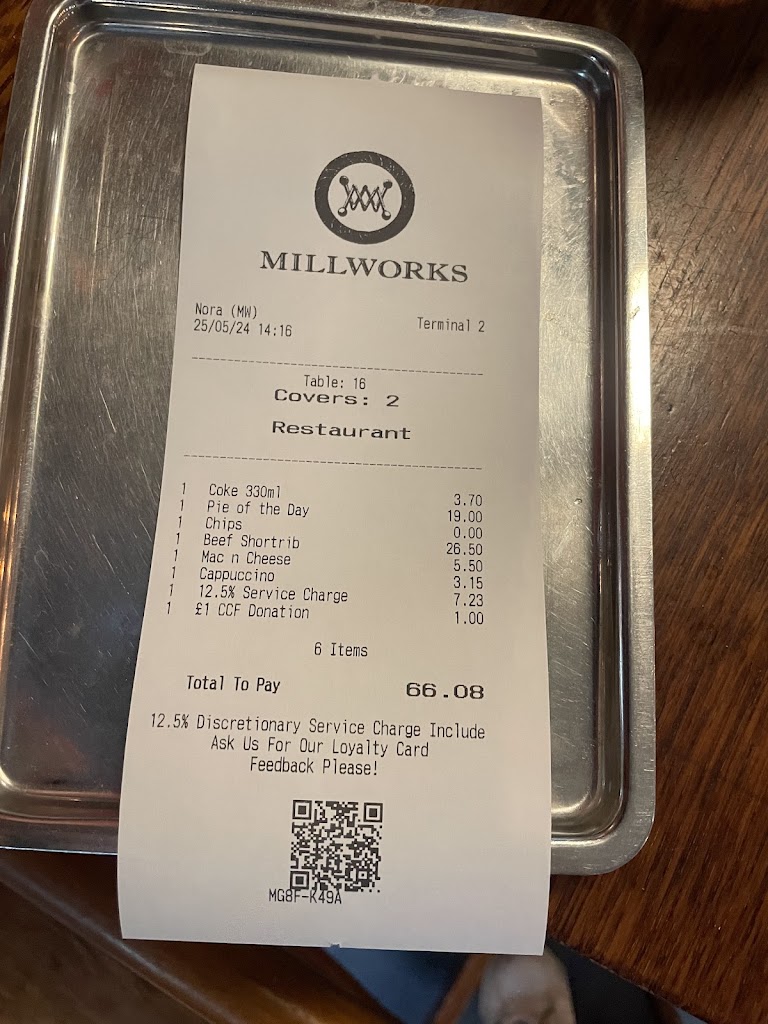 MILLWORKS
Nora (MW)
25/05/24 14:16 Terminal 2
Table: 16
Covers: 2
Restaurant
1 Coke 330ml 3.70
1 Pie of the Day 19.00
1 Chips 0.00
1 Beef Shortrib 26.50
1 Mac n Cheese 5.50
1 Cappuccino 3.15
1 12.5% Service Charge 7.23
1 £1 CCF Donation 1.00
6 Items
Total To Pay 66.08
12.5% Discretionary Service Charge Include
Ask Us For Our Loyalty Card
Feedback Please!
MG8F-K49A